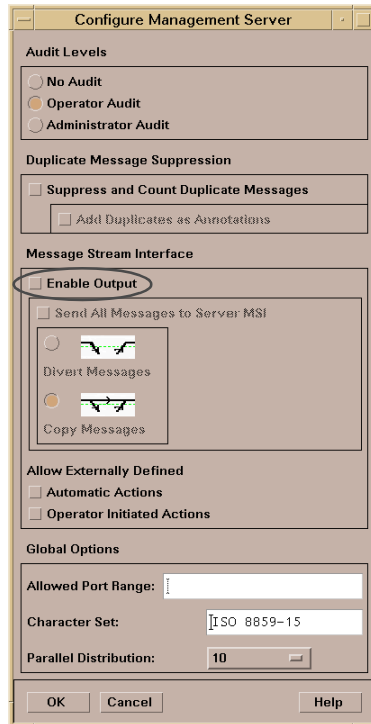 Configure Management Server
Audit Levels
No Audit
Operator Audit
Administrator Audit
Duplicate Message Suppression
Suppress and Count Duplicate Messages
Add Duplicates as Annotations
Message Stream Interface
Enable Output
Send All Messages to Server MSI
Divert Messages
Copy Messages
Allow Externally Defined
Automatic Actions
Operator Initiated Actions
Global Options
Allowed Port Range:
Character Set: ISO 8859-15
Parallel Distribution: 10
OK Cancel Help